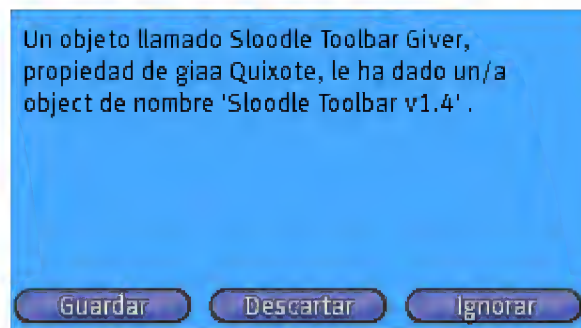 Un objeto llamado Sloodle Toolbar Giver,
propiedad de giaa Quixote, le ha dado un/a
object de nombre 'Sloodle Toolbar v1.4' .
Guardar Descartar Ignorar